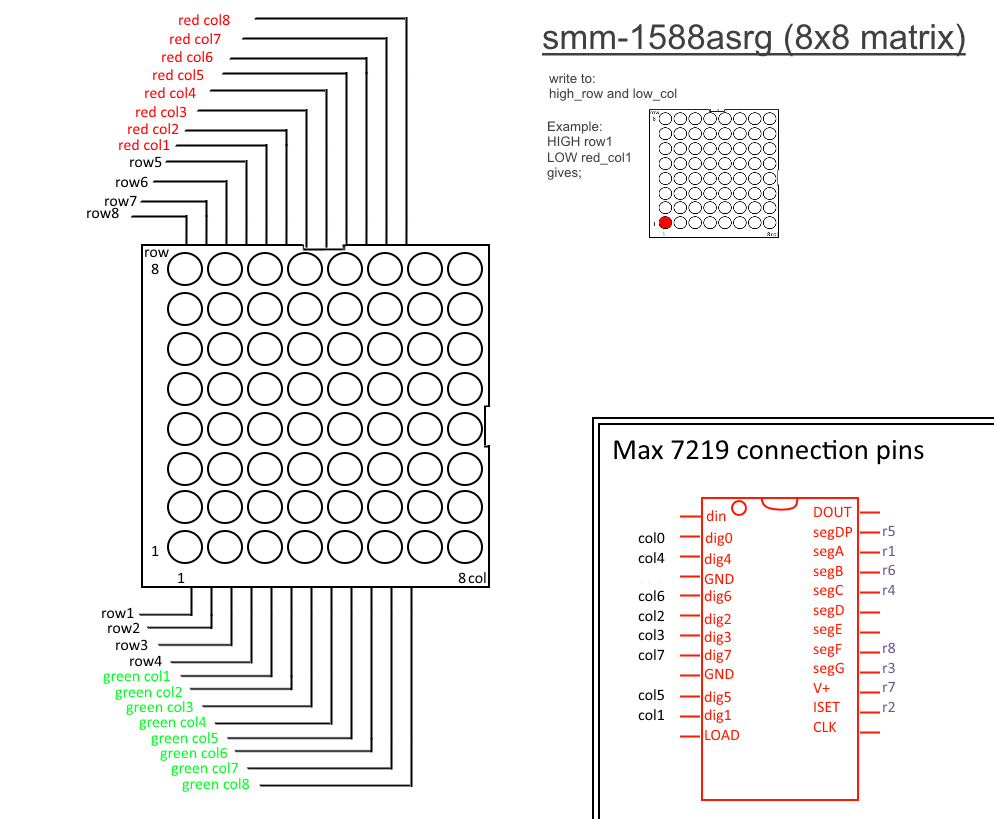 red col8
red col7
red col6
red col5
red col4
red col3
red col2
red col1
row5
row6
row7
row8
row
8
1
1
8 col
row1
row2
row3
row4
green col1
green col2
green col3
green col4
green col5
green col6
green col7
green col8
smm-1588asrg (8x8 matrix)
write to:
high_row and low_col
Example:
HIGH row1
LOW red_col1
gives;
row
8
1
1
8col
Max 7219 connection pins
din
col0 dig0
col4 dig4
GND
col6 dig6
col2 dig2
col3 dig3
col7 dig7
GND
col5 dig5
col1 dig1
LOAD
DOUT
segDP r5
segA r1
segB r6
segC r4
segD
segE
segF r8
segG r3
V+ r7
ISET r2
CLK